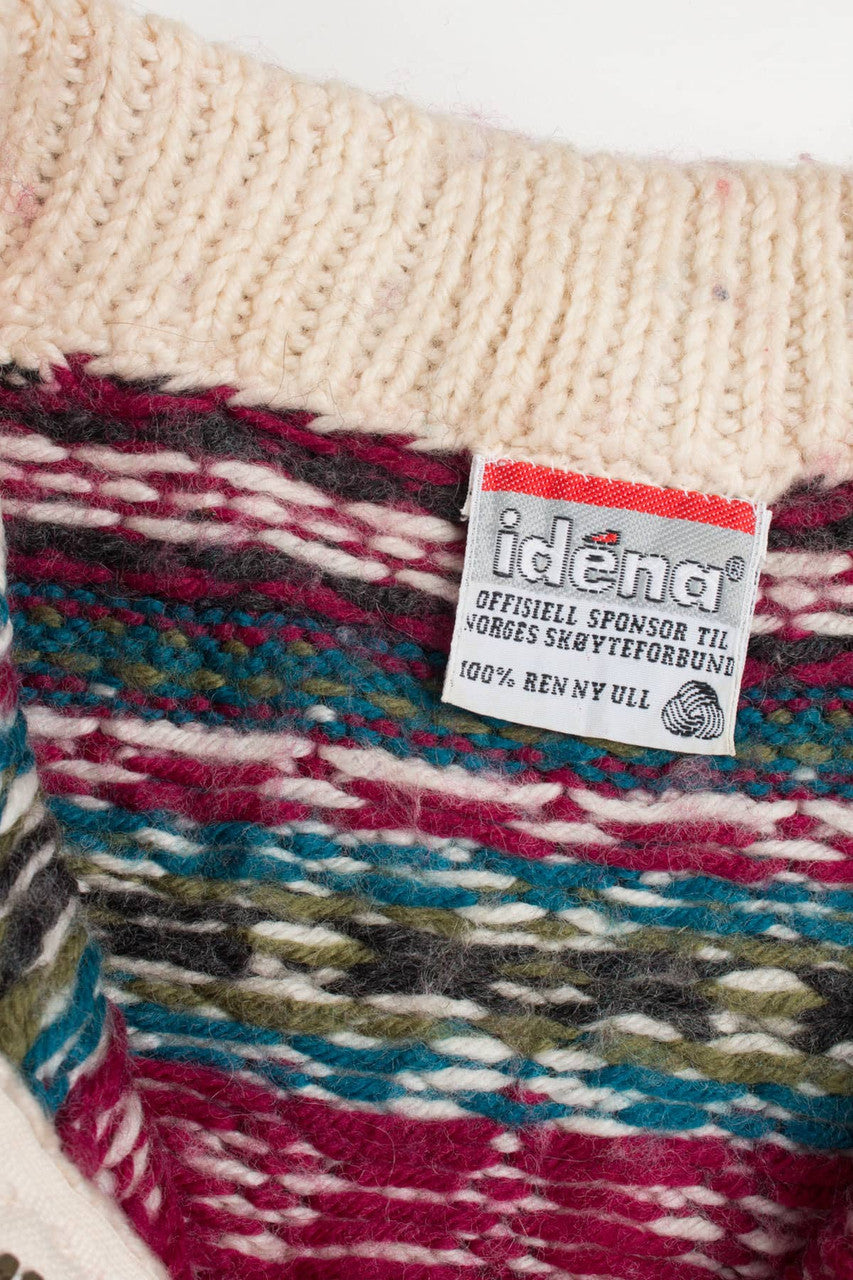 idéna®
OFFISIELL SPONSOR TIL
NORGES SKØYTEFORBUND
100% REN NY ULL